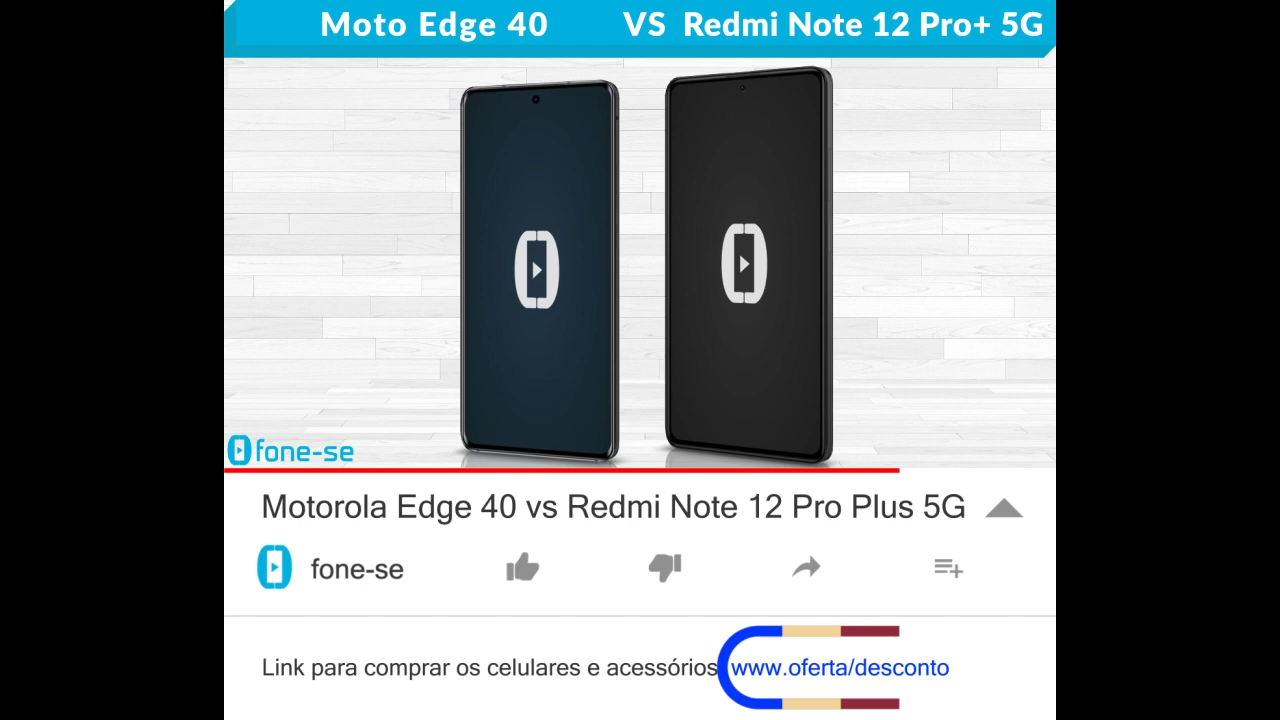 Moto Edge 40 VS Redmi Note 12 Pro+ 5G
fone-se
Motorola Edge 40 vs Redmi Note 12 Pro Plus 5G
fone-se
Link para comprar os celulares e acessórios www.oferta/desconto